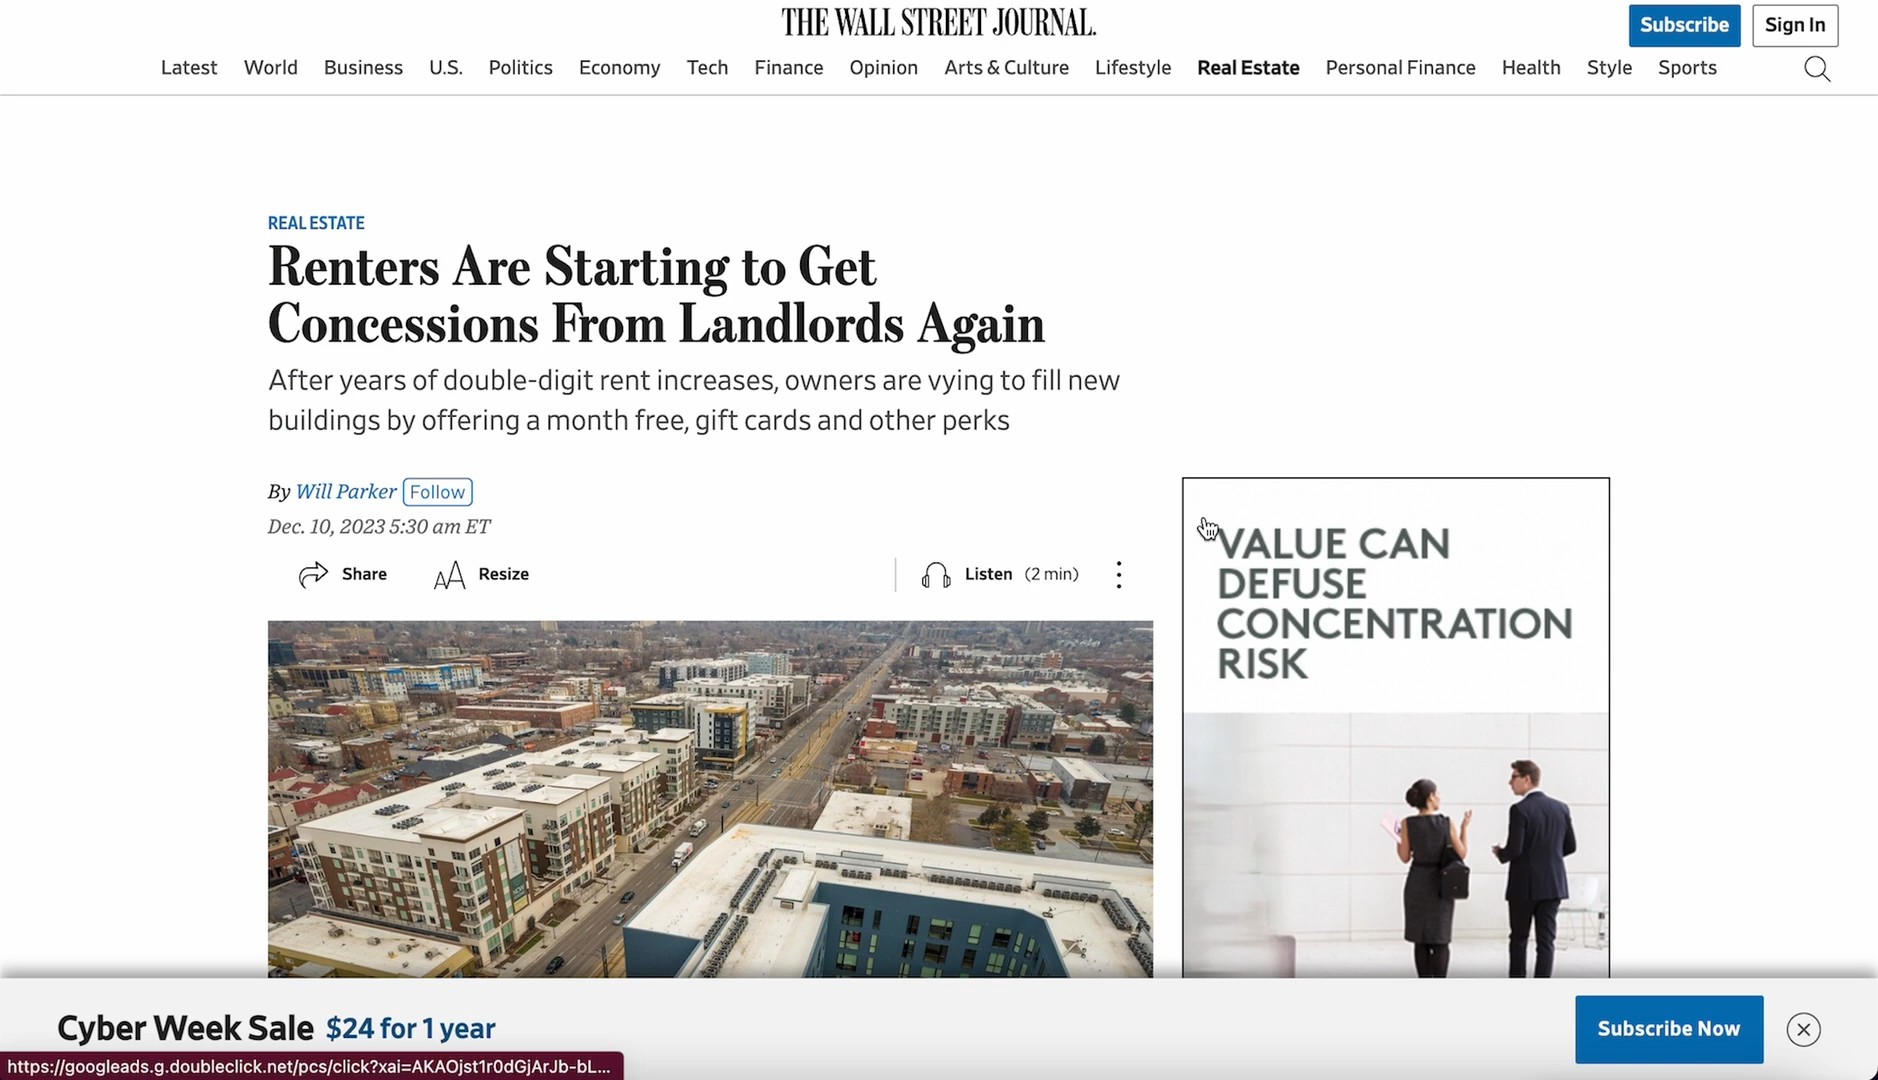 THE WALL STREET JOURNAL.
Subscribe
Sign In
Latest World Business U.S. Politics Economy Tech Finance Opinion Arts & Culture Lifestyle Real Estate Personal Finance Health Style Sports
REAL ESTATE
Renters Are Starting to Get
Concessions From Landlords Again
After years of double-digit rent increases, owners are vying to fill new
buildings by offering a month free, gift cards and other perks
By Will Parker Follow
Dec. 10, 2023 5:30 am ET
Share Resize Listen (2 min)
VALUE CAN
DEFUSE
CONCENTRATION
RISK
Cyber Week Sale $24 for 1 year
Subscribe Now
https://googleads.g.doubleclick.net/pcs/click?xai=AKAOjst1r0dGjArJb-bL...